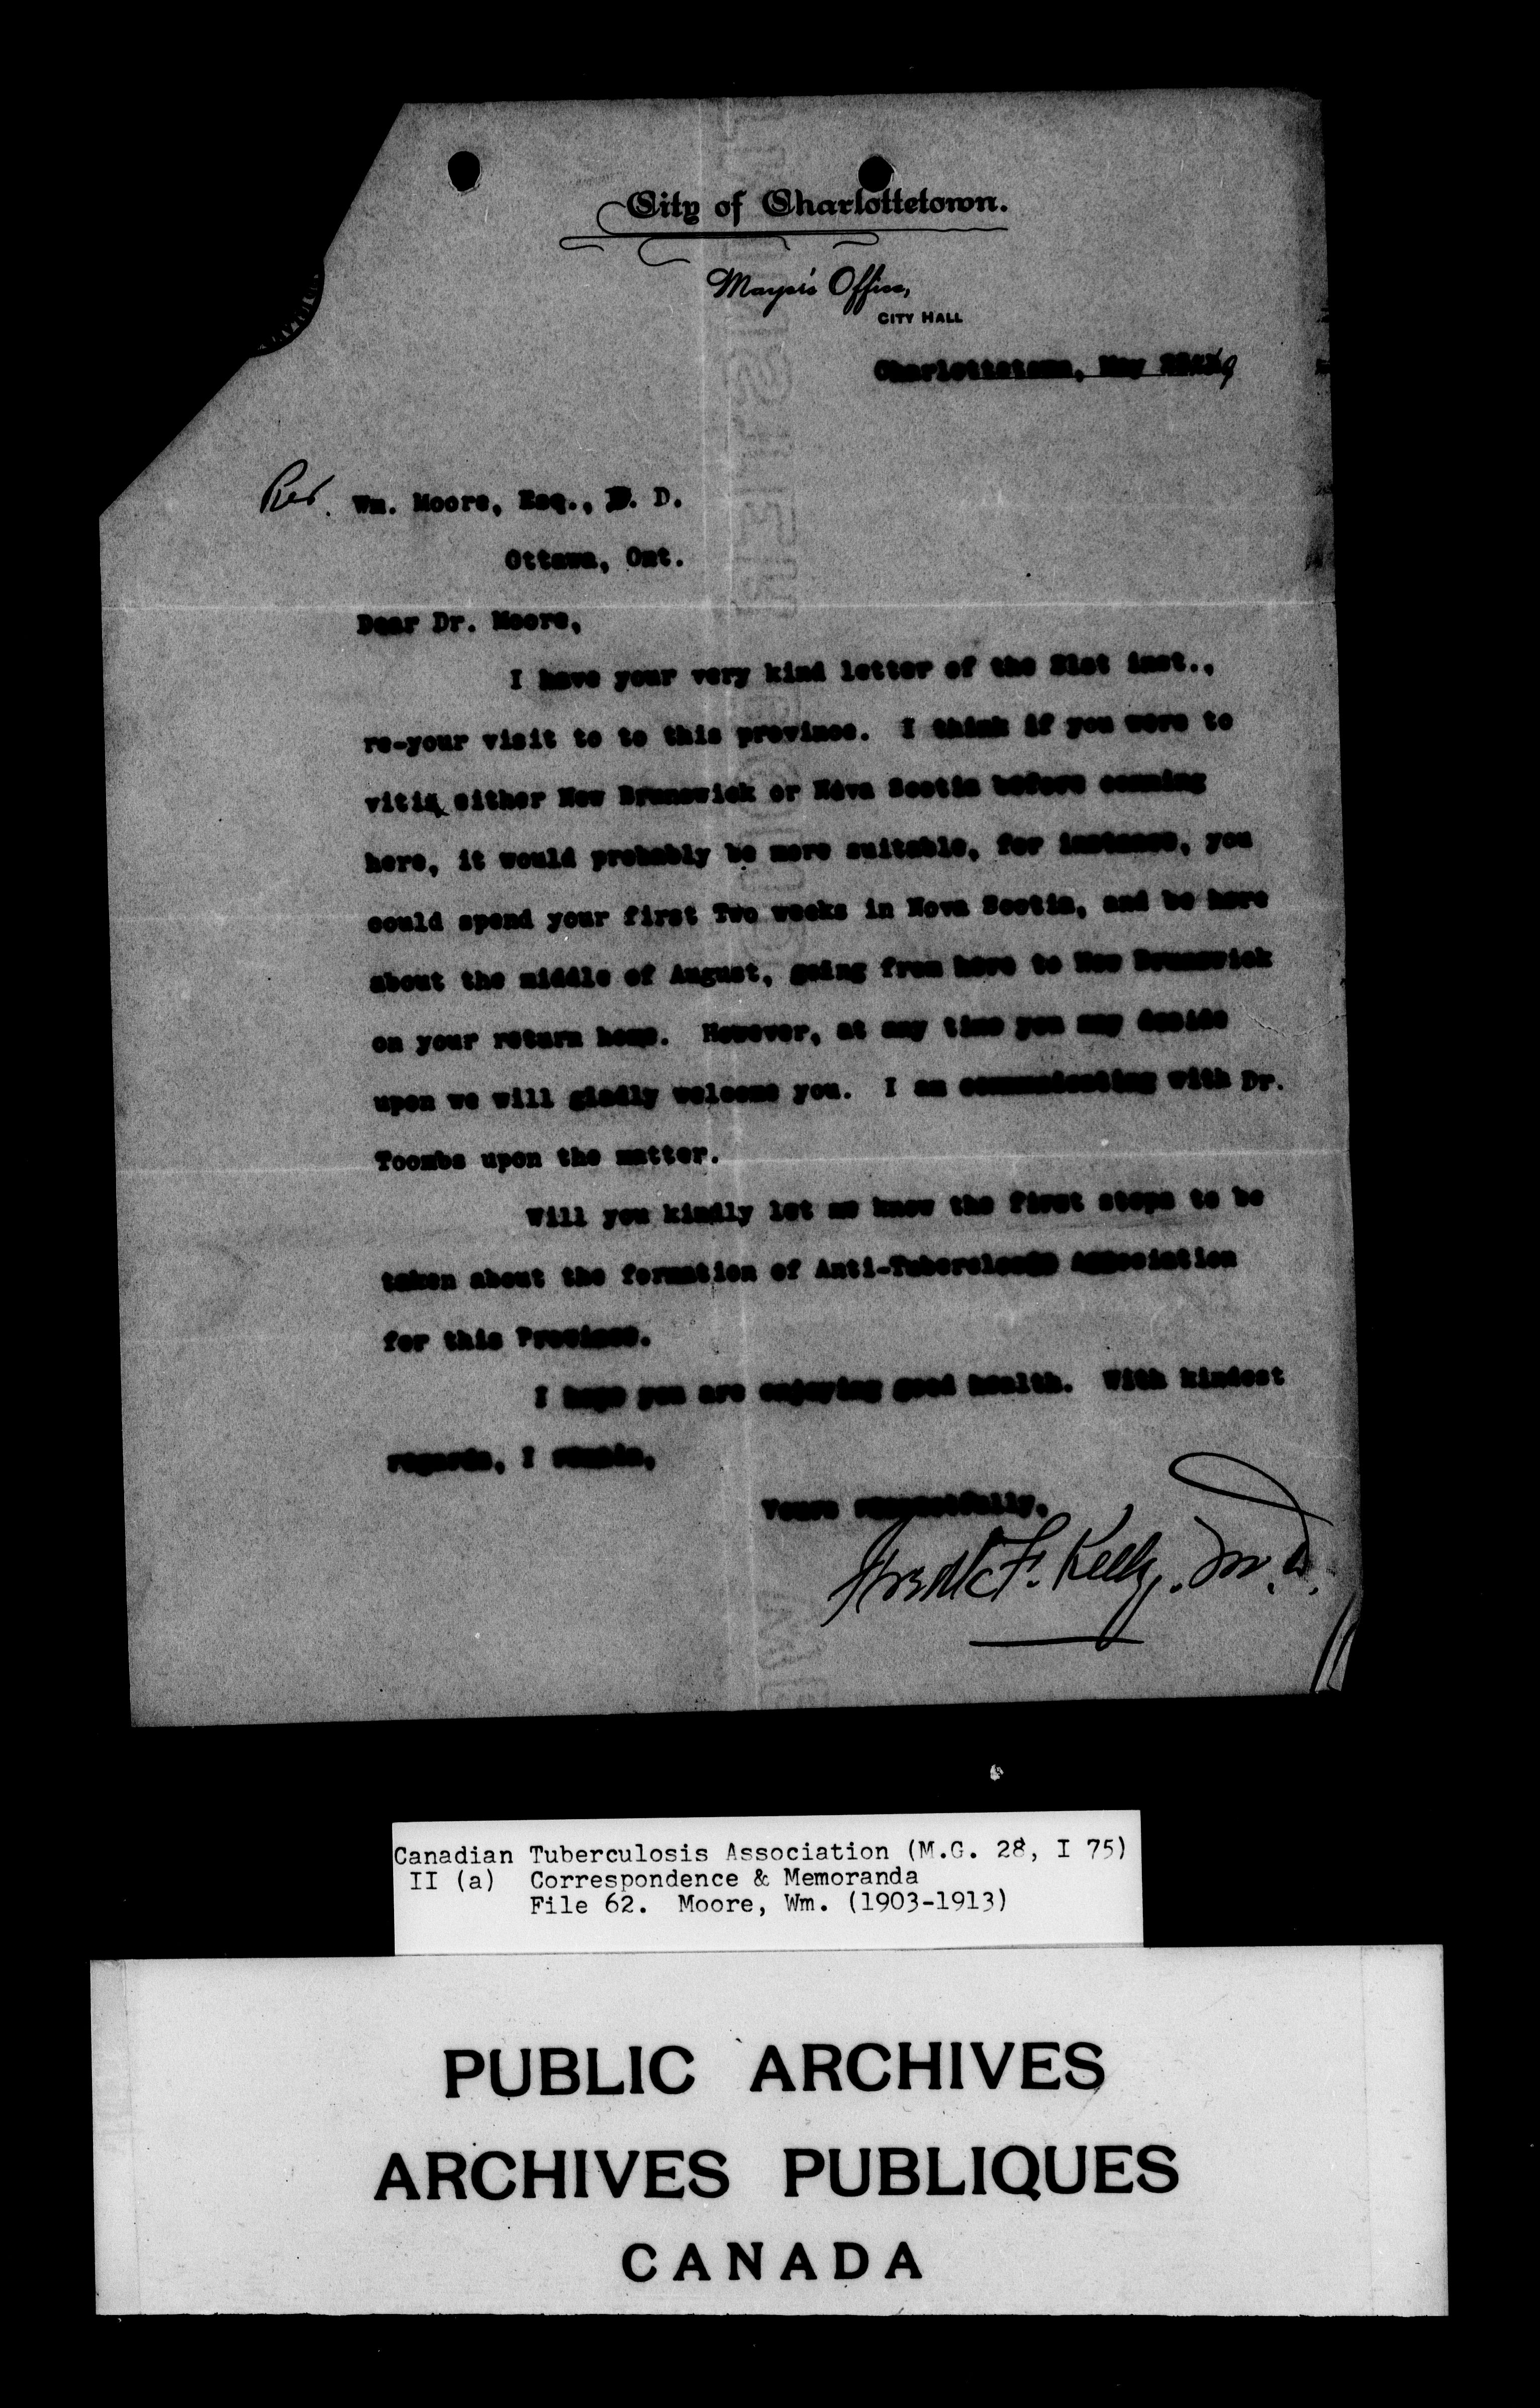 City of Charlottetown.
Mayor's Office,
CITY HALL
Charlottetown, May
Rev. Wm. Moore, Esq., D. D.
Ottawa, Ont.
Dear Dr. Moore,
I have your very kind letter of the 21st inst.,
re-your visit to to this province. I think if you were to
vitis either New Brunswick or Nova Scotia before comming
here, it would probably be more suitable, for instance, you
could spend your first Two weeks in Nova Scotia, and be here
about the middle of August, going from here to New Brunswick
on your return home. However, at any time you may decide
upon we will gladly welcome you. I am communicating with Dr.
Toombs upon the matter.
Will you kindly let me know the first steps to be
taken about the formation of Anti-Tuberclosis Association
for this Province.
I hope you are enjoying good health. With kindest
regards, I remain,
Yours respectfully,
F. Kelly. M. D.
Canadian Tuberculosis Association (M.G. 28, I 75)
II (a) Correspondence & Memoranda
File 62. Moore, Wm. (1903-1913)
PUBLIC ARCHIVES
ARCHIVES PUBLIQUES
CANADA